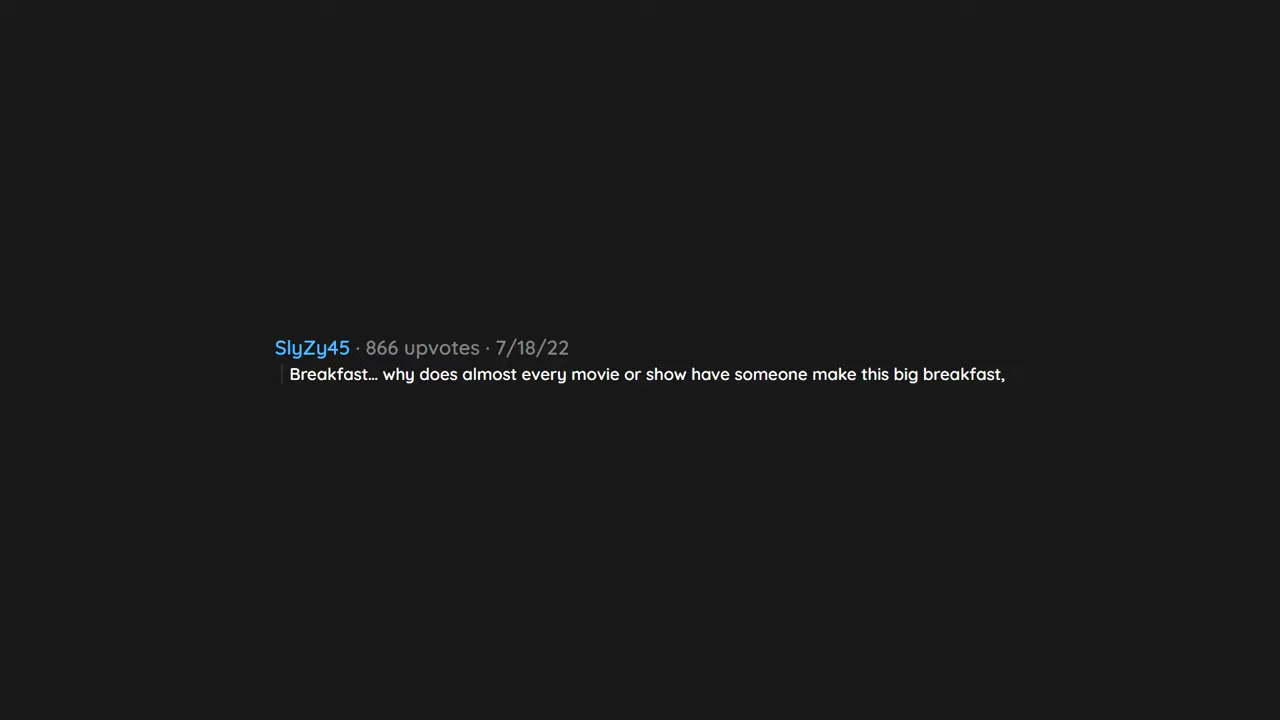 SlyZy45 · 866 upvotes · 7/18/22
Breakfast... why does almost every movie or show have someone make this big breakfast,